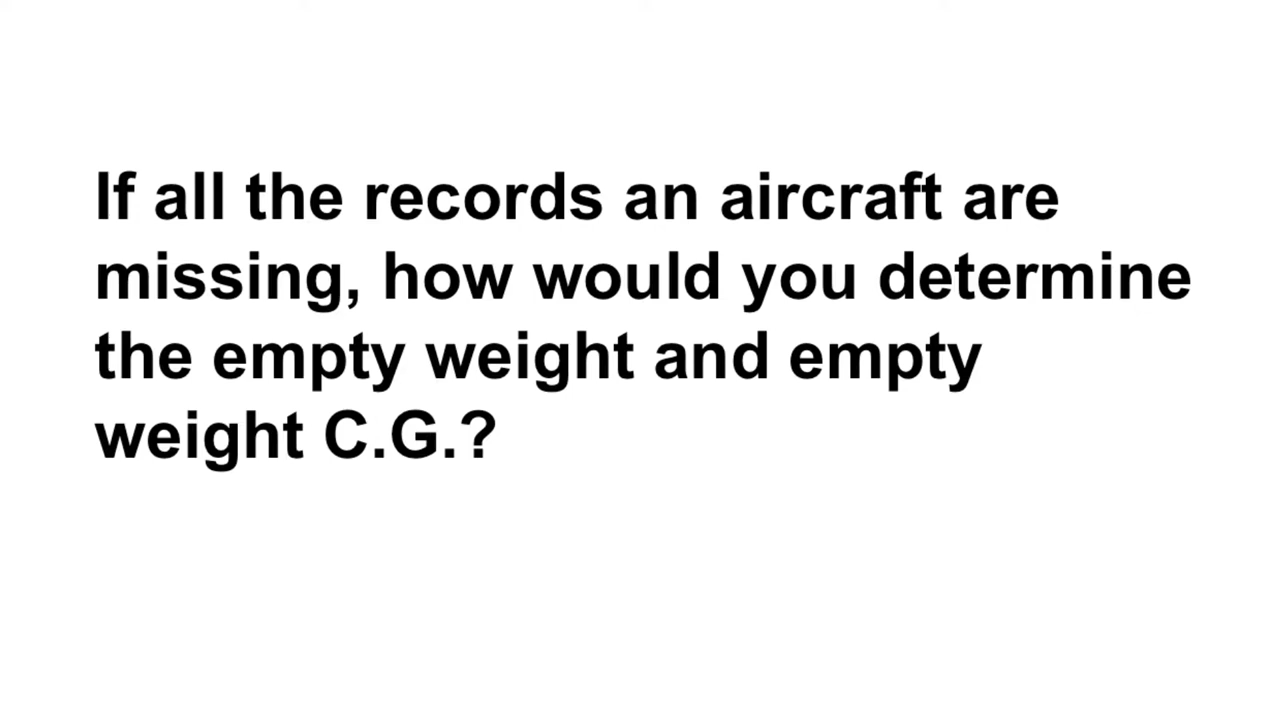 If all the records an aircraft are
missing, how would you determine
the empty weight and empty
weight C.G.?